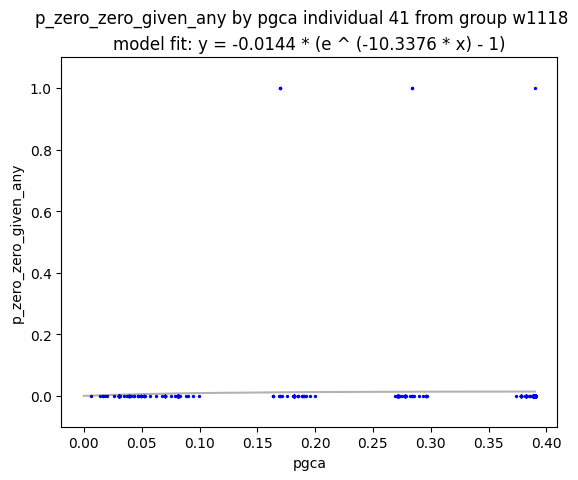 p_zero_zero_given_any by pgca individual 41 from group w1118
model fit: y = -0.0144 * (e ^ (-10.3376 * x) - 1)
p_zero_zero_given_any
1.0
0.8
0.6
0.4
0.2
0.0
0.00 0.05 0.10 0.15 0.20 0.25 0.30 0.35 0.40
pgca